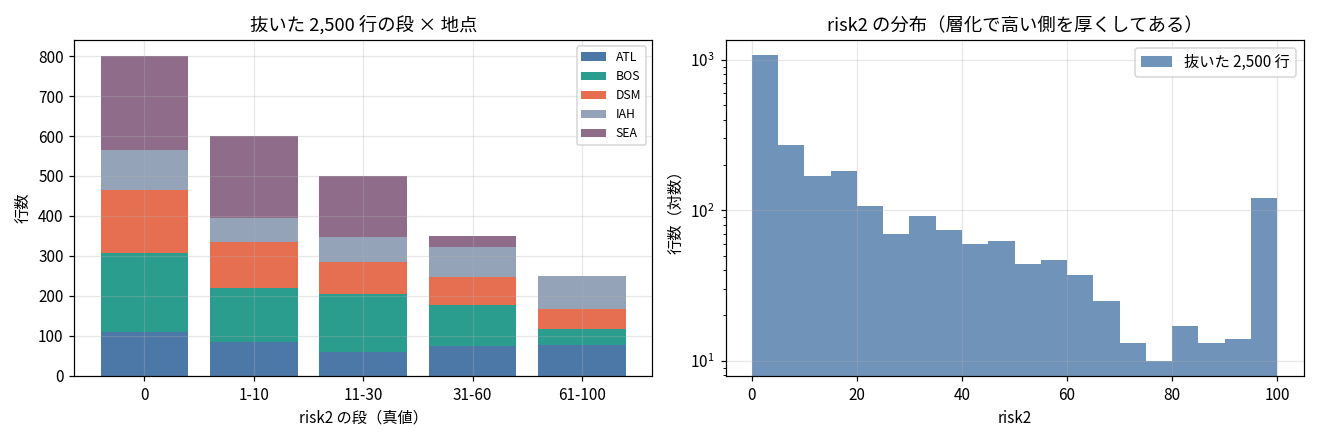 抜いた 2,500 行の段 × 地点
行数
800
700
600
500
400
300
200
100
0
0
1-10
11-30
31-60
61-100
risk2 の段（真値）
ATL
BOS
DSM
IAH
SEA
risk2 の分布（層化で高い側を厚くしてある）
行数（対数）
10³
10²
10¹
0
20
40
60
80
100
risk2
抜いた 2,500 行